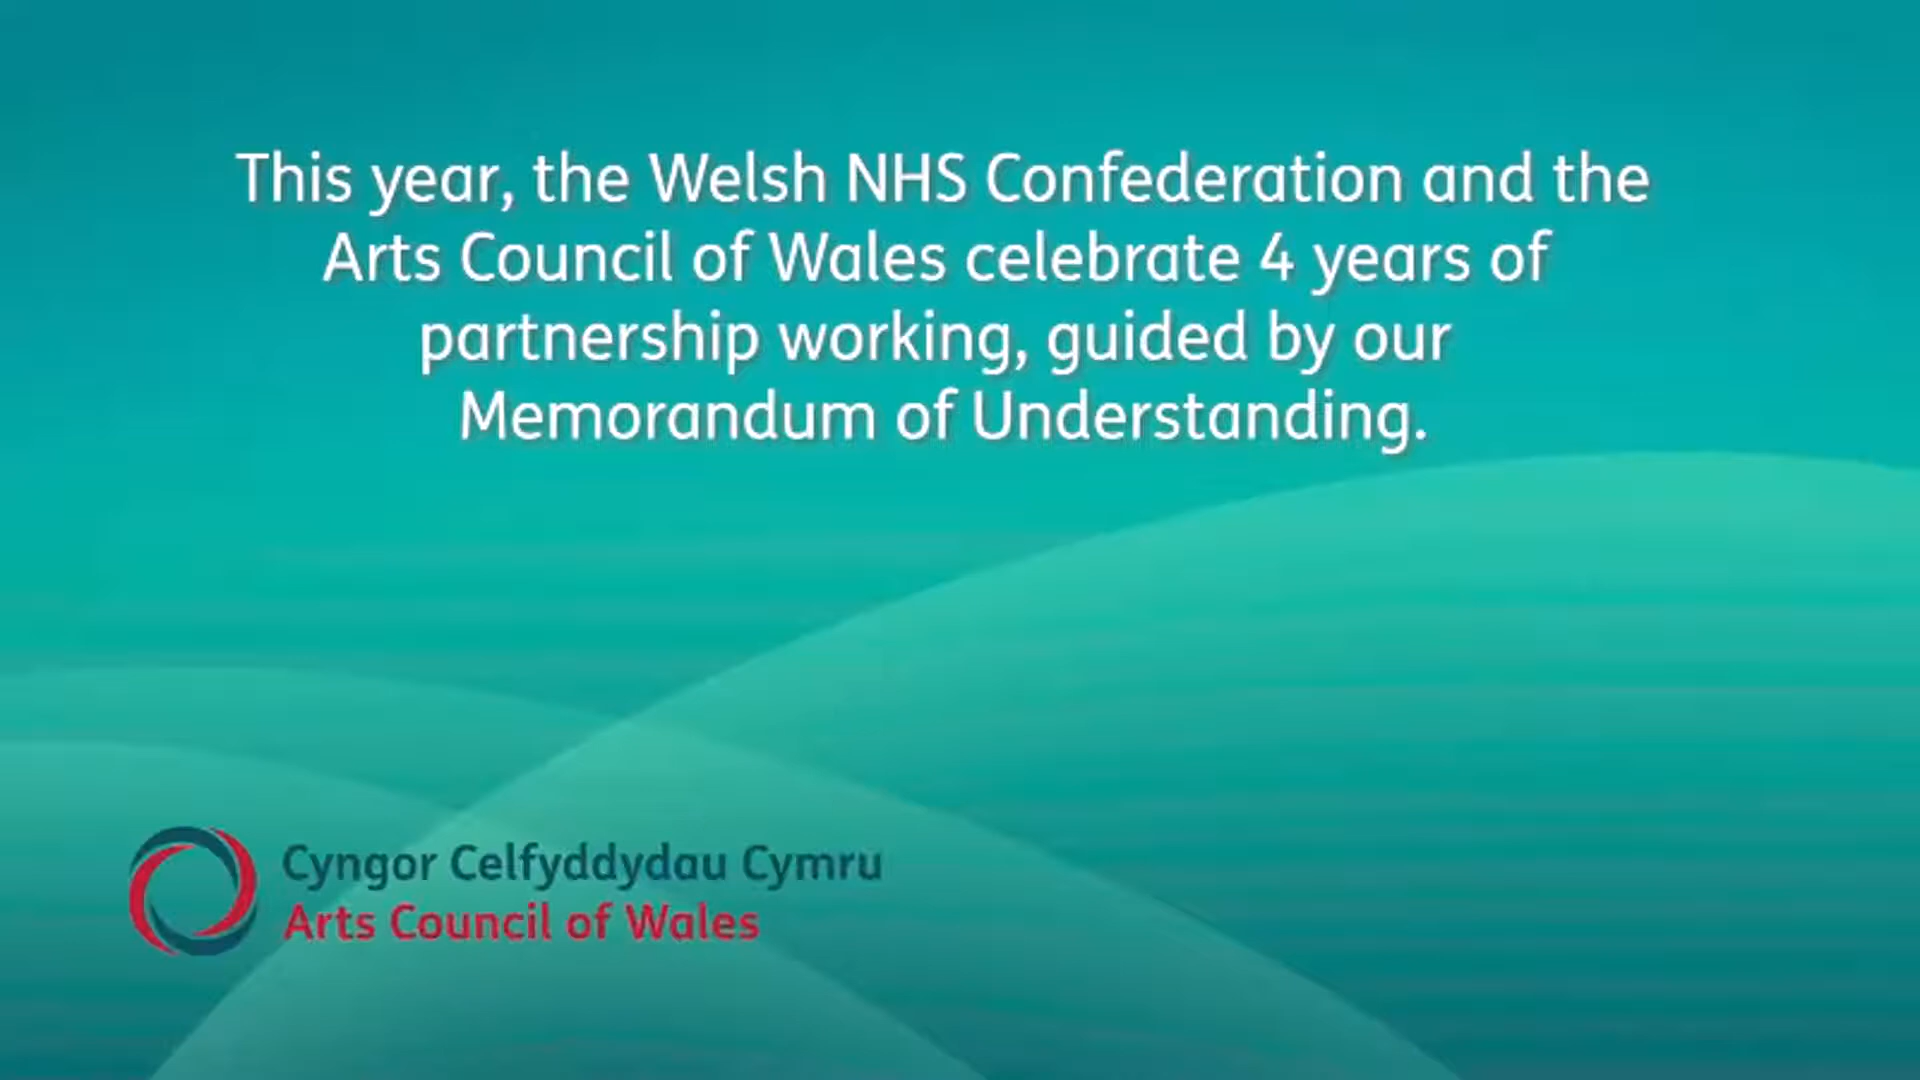 This year, the Welsh NHS Confederation and the
Arts Council of Wales celebrate 4 years of
partnership working, guided by our
Memorandum of Understanding.
Cyngor Celfyddydau Cymru
Arts Council of Wales